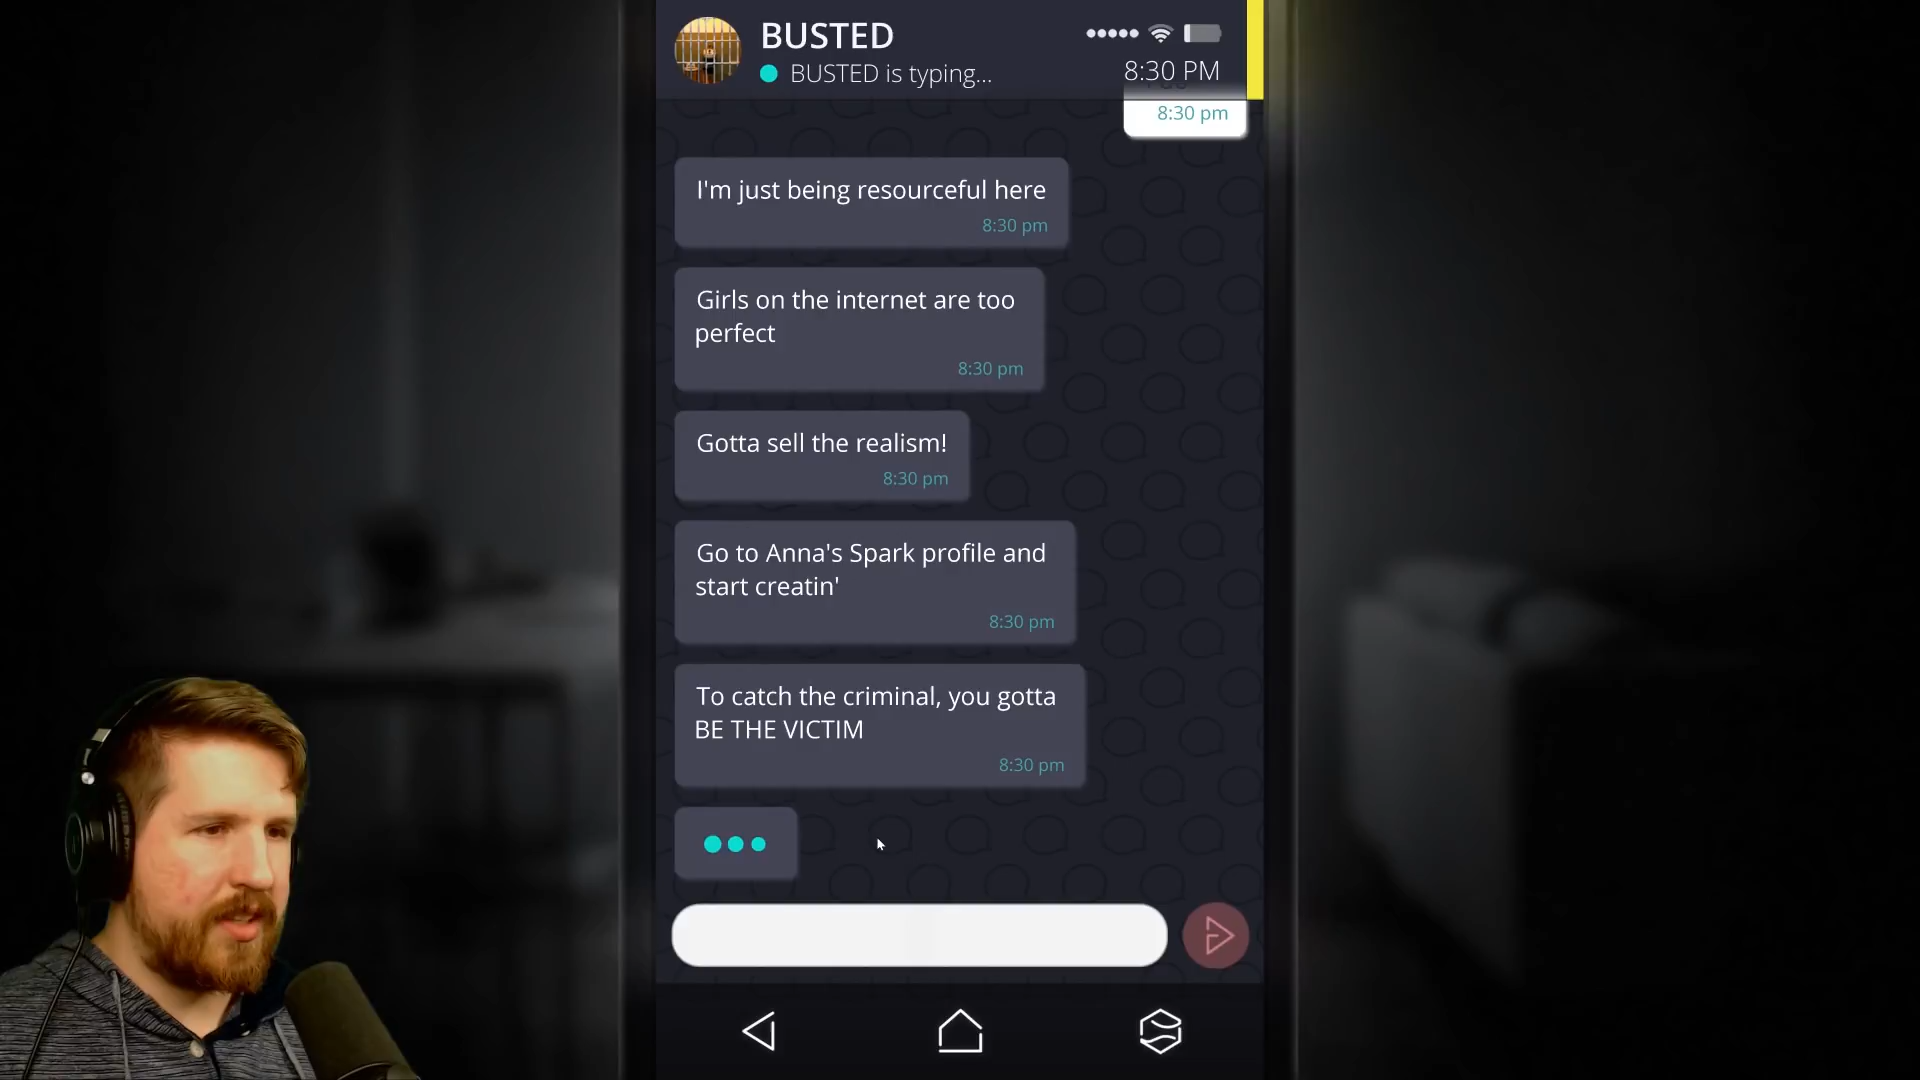 BUSTED
BUSTED is typing...
8:30 PM
8:30 pm
I'm just being resourceful here
8:30 pm
Girls on the internet are too
perfect
8:30 pm
Gotta sell the realism!
8:30 pm
Go to Anna's Spark profile and
start creatin'
8:30 pm
To catch the criminal, you gotta
BE THE VICTIM
8:30 pm